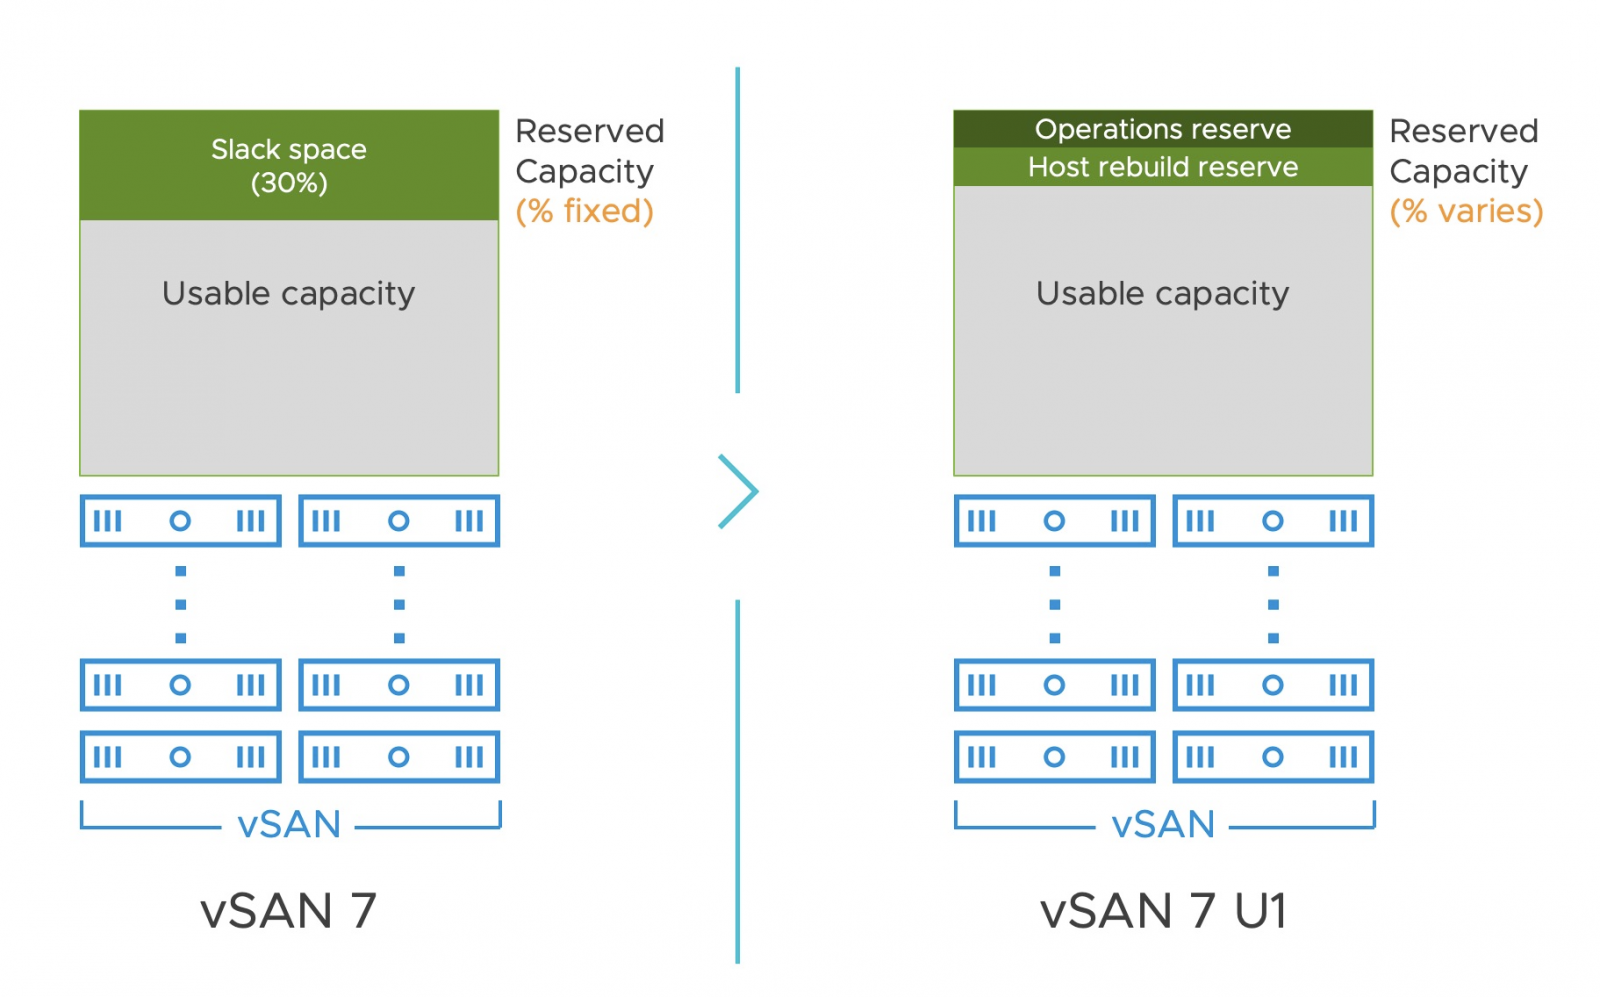 Slack space
(30%)
Reserved
Capacity
(% fixed)
Usable capacity
vSAN
vSAN 7
Operations reserve
Host rebuild reserve
Reserved
Capacity
(% varies)
Usable capacity
vSAN
vSAN 7 U1